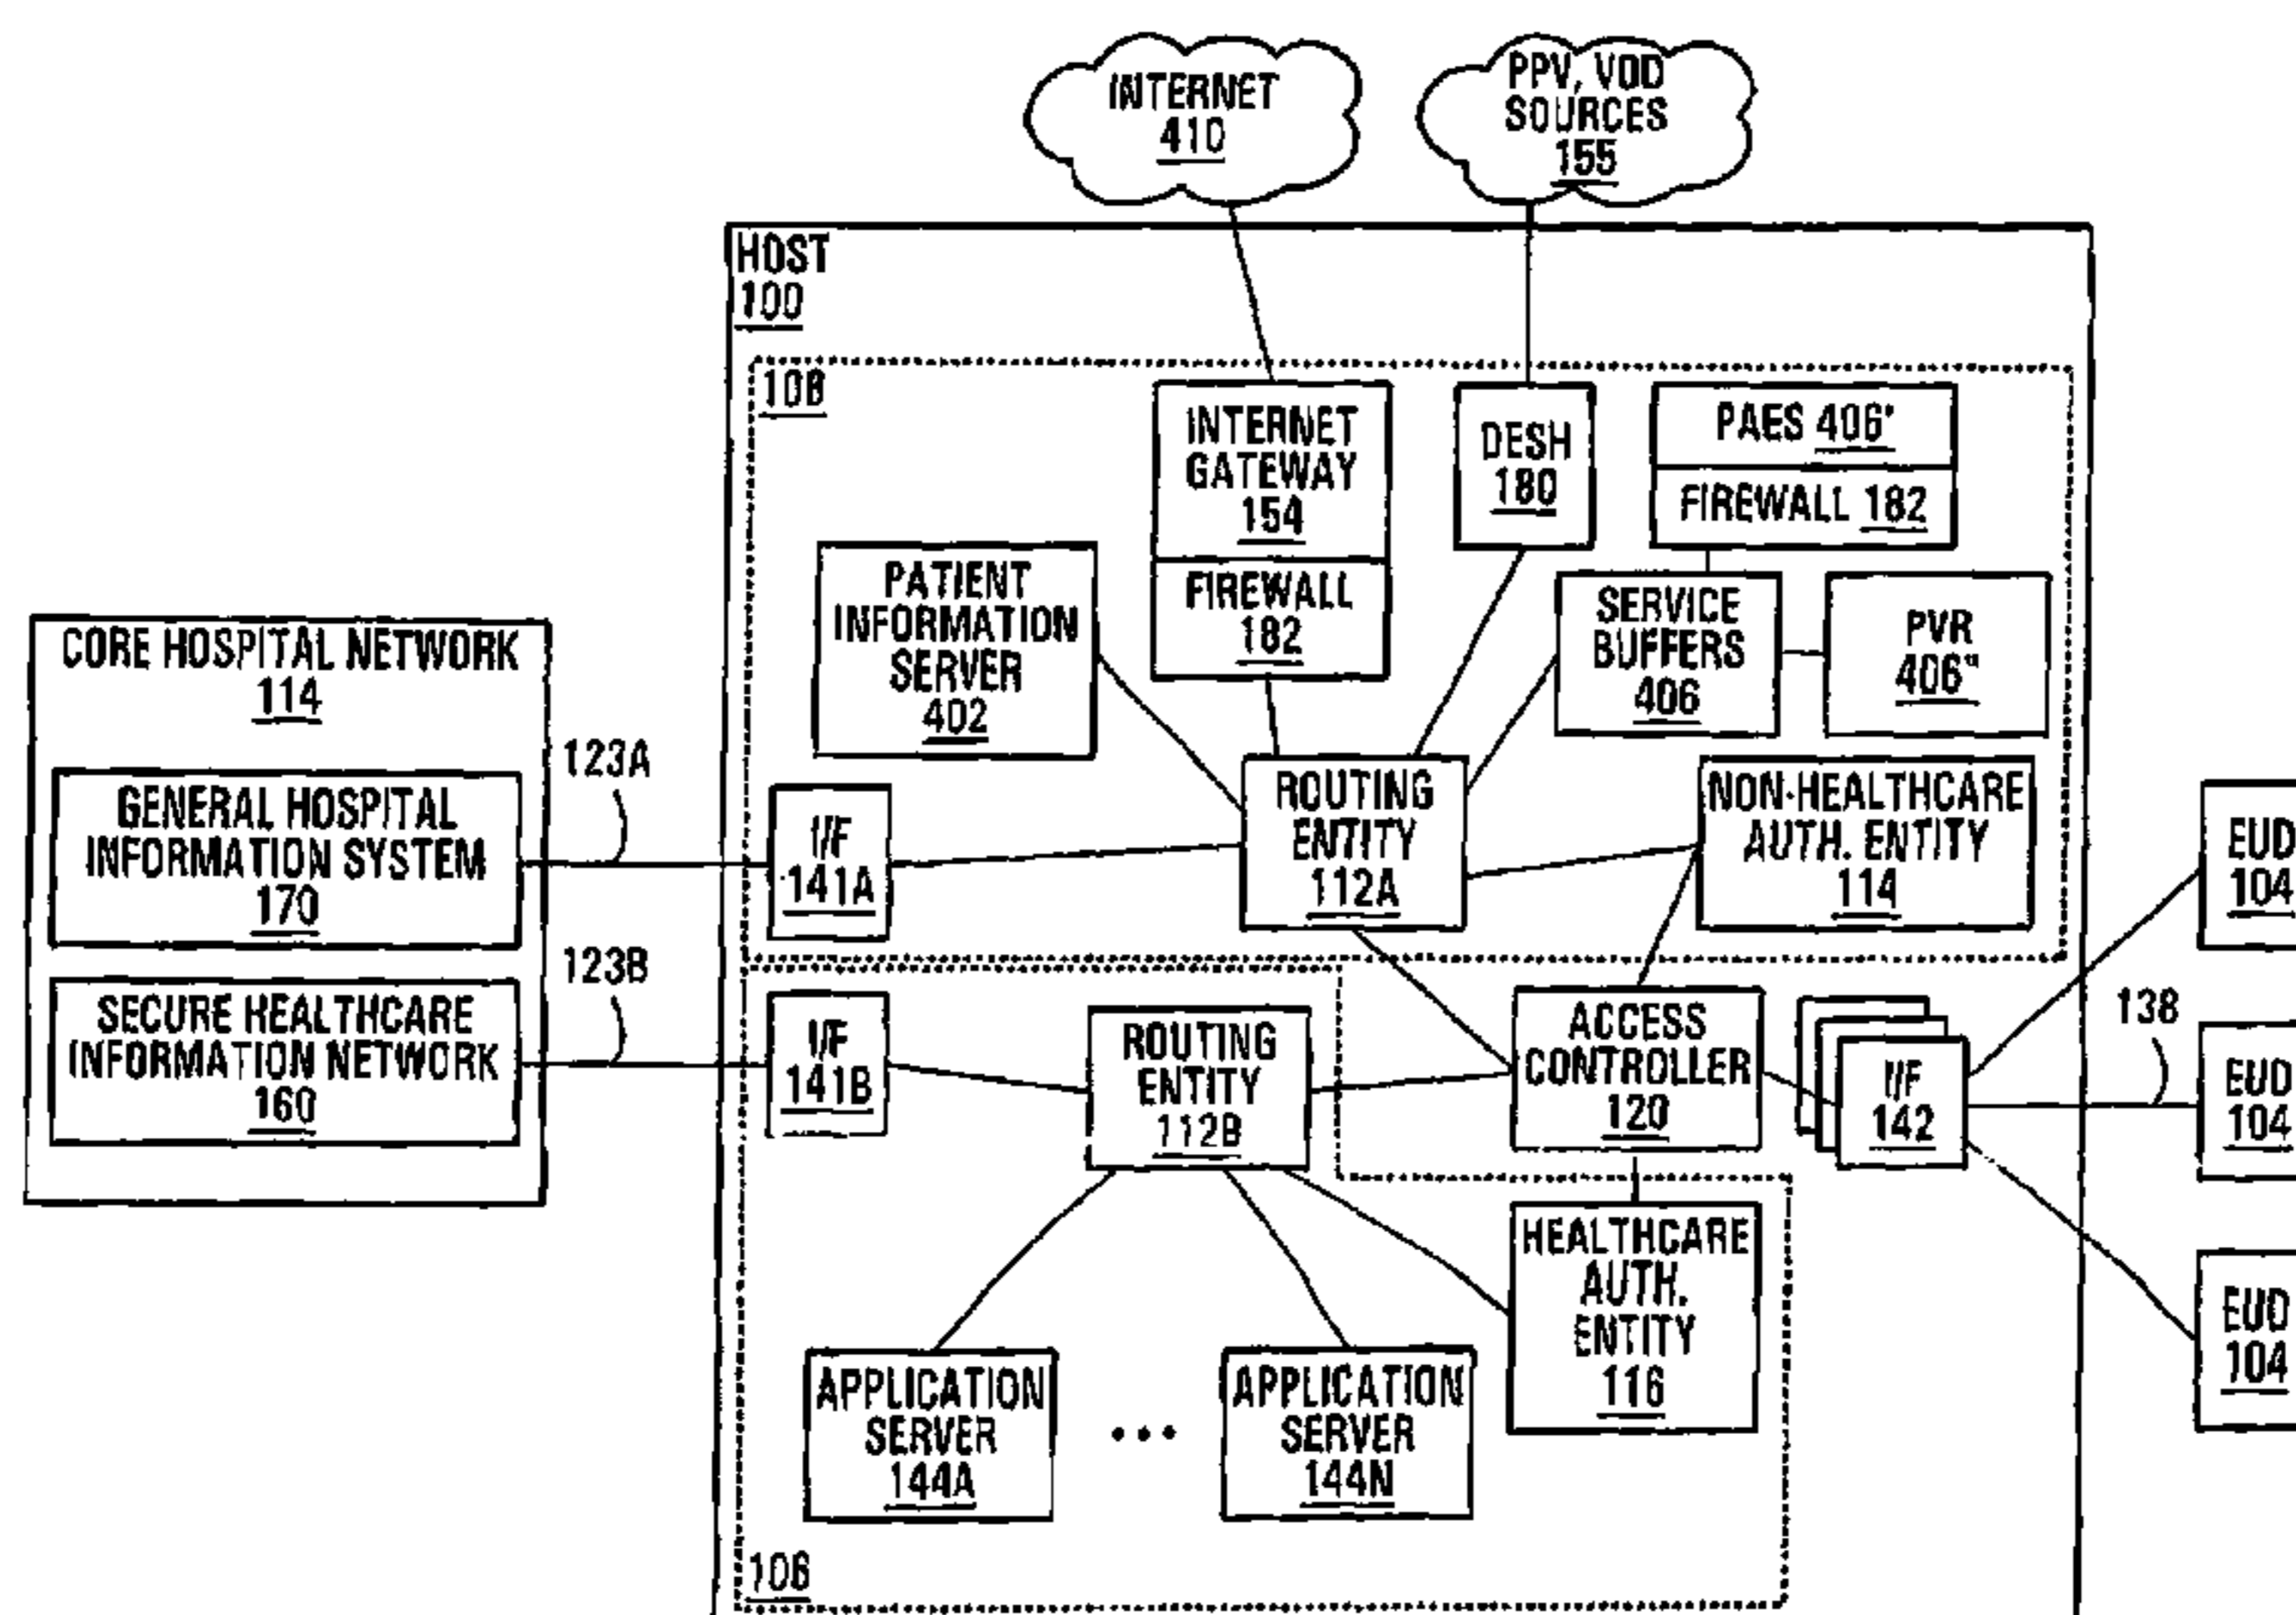 INTERNET
410
PPV, VOD
SOURCES
155
HOST
100
108
INTERNET
GATEWAY
154
FIREWALL
182
DESH
180
PAES 406'
FIREWALL 182
PATIENT
INFORMATION
SERVER
402
SERVICE
BUFFERS
406
PVR
406"
CORE HOSPITAL NETWORK
114
GENERAL HOSPITAL
INFORMATION SYSTEM
170
SECURE HEALTHCARE
INFORMATION NETWORK
160
123A
123B
I/F
141A
I/F
141B
ROUTING
ENTITY
112A
NON-HEALTHCARE
AUTH. ENTITY
114
ROUTING
ENTITY
112B
ACCESS
CONTROLLER
120
I/F
142
138
EUD
104
EUD
104
EUD
104
HEALTHCARE
AUTH.
ENTITY
116
APPLICATION
SERVER
144A
...
APPLICATION
SERVER
144N
106